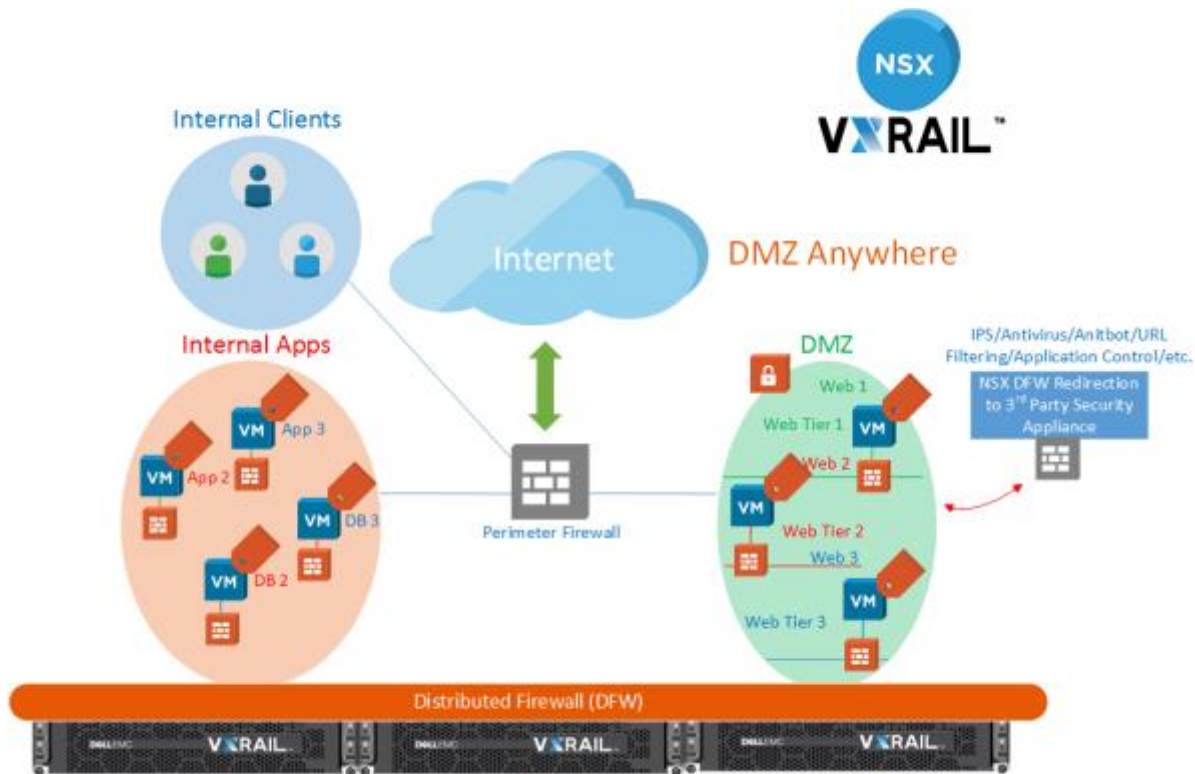 NSX
VXRAIL™
Internal Clients
Internet
DMZ Anywhere
Internal Apps
VM
App 3
VM
App 2
VM
DB 3
VM
DB 2
Perimeter Firewall
DMZ
Web 1
Web Tier 1
VM
Web 2
VM
Web Tier 2
Web 3
VM
Web Tier 3
IPS/Antivirus/Anitbot/URL
Filtering/Application Control/etc.
NSX DFW Redirection
to 3rd Party Security
Appliance
Distributed Firewall (DFW)
DELLEMC VXRAIL
DELLEMC VXRAIL
DELLEMC VXRAIL